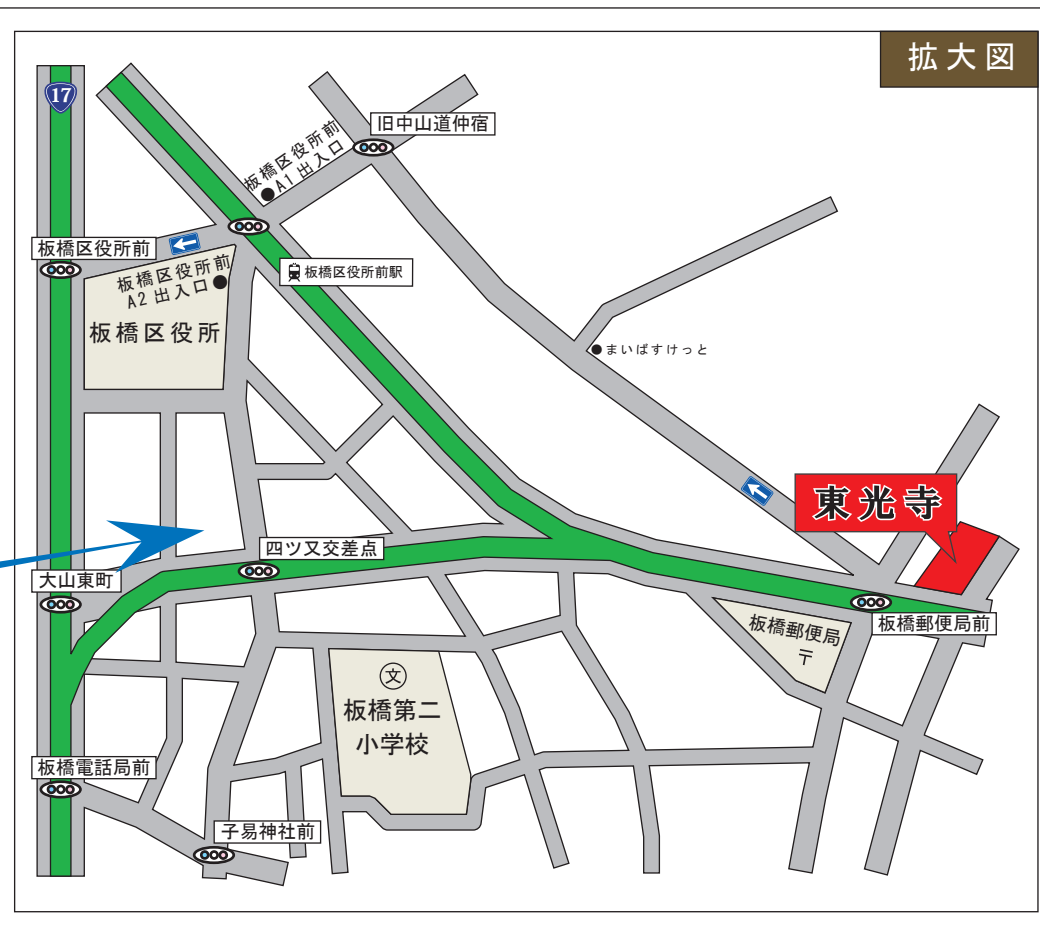 拡大図
17
旧中山道仲宿
板橋区役所前
A1 出入口
板橋区役所前
板橋区役所前
A2 出入口
板橋区役所前駅
板橋区役所
まいばすけっと
東光寺
四ツ又交差点
大山東町
板橋郵便局前
板橋郵便局
〒
文
板橋第二
小学校
板橋電話局前
子易神社前